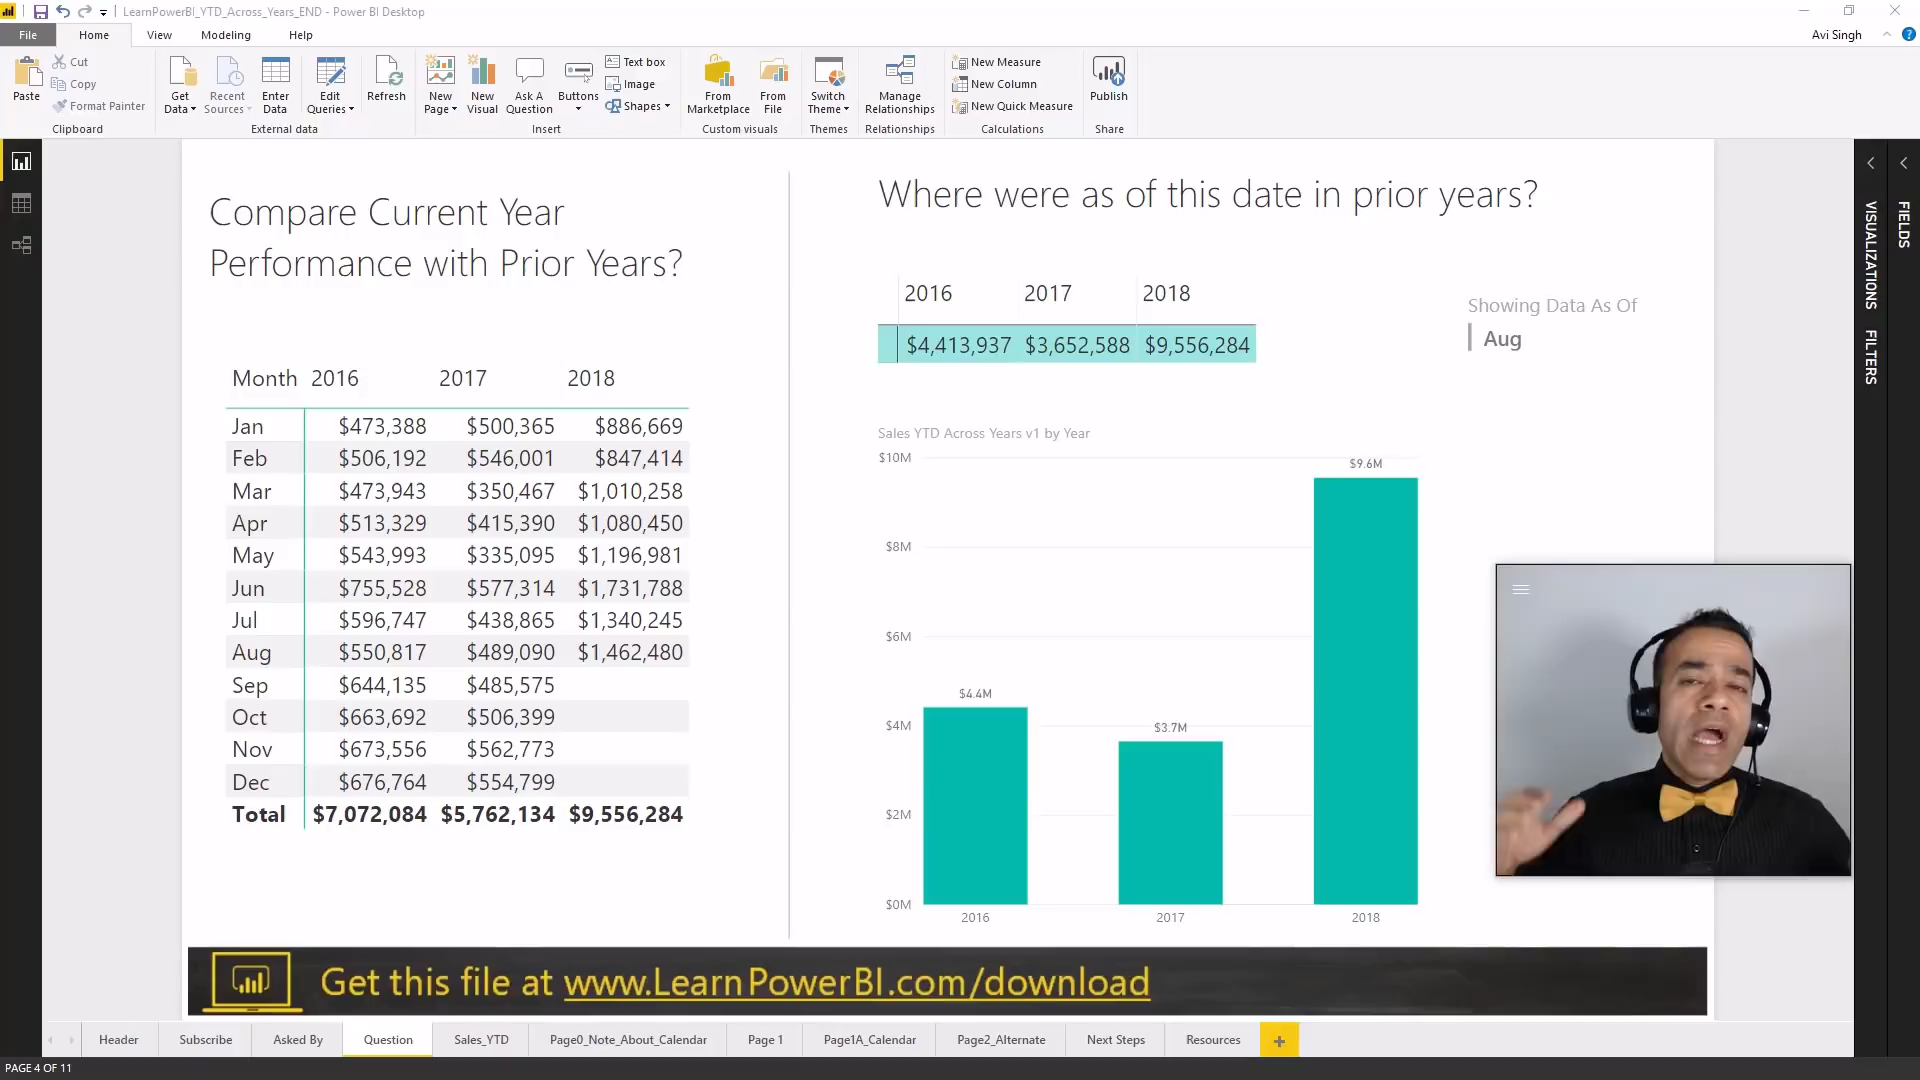 LearnPowerBI_YTD_Across_Years_END - Power BI Desktop
File Home View Modeling Help Avi Singh
Paste
Cut
Copy
Format Painter
Clipboard
Get Data
Recent Sources
Enter Data
Edit Queries
Refresh
External data
New Page
New Visual
Ask A Question
Buttons
Text box
Image
Shapes
Insert
From Marketplace
From File
Custom visuals
Switch Theme
Themes
Manage Relationships
Relationships
New Measure
New Column
New Quick Measure
Calculations
Publish
Share
Compare Current Year
Performance with Prior Years?
Month 2016 2017 2018
Jan $473,388 $500,365 $886,669
Feb $506,192 $546,001 $847,414
Mar $473,943 $350,467 $1,010,258
Apr $513,329 $415,390 $1,080,450
May $543,993 $335,095 $1,196,981
Jun $755,528 $577,314 $1,731,788
Jul $596,747 $438,865 $1,340,245
Aug $550,817 $489,090 $1,462,480
Sep $644,135 $485,575
Oct $663,692 $506,399
Nov $673,556 $562,773
Dec $676,764 $554,799
Total $7,072,084 $5,762,134 $9,556,284
Where were as of this date in prior years?
2016 2017 2018
$4,413,937 $3,652,588 $9,556,284
Showing Data As Of
Aug
Sales YTD Across Years v1 by Year
$10M
$8M
$6M
$4M
$2M
$0M
$4.4M
$3.7M
$9.6M
2016 2017 2018
VISUALIZATIONS
FILTERS
FIELDS
Get this file at www.LearnPowerBI.com/download
Header Subscribe Asked By Question Sales_YTD Page0_Note_About_Calendar Page 1 Page1A_Calendar Page2_Alternate Next Steps Resources
PAGE 4 OF 11